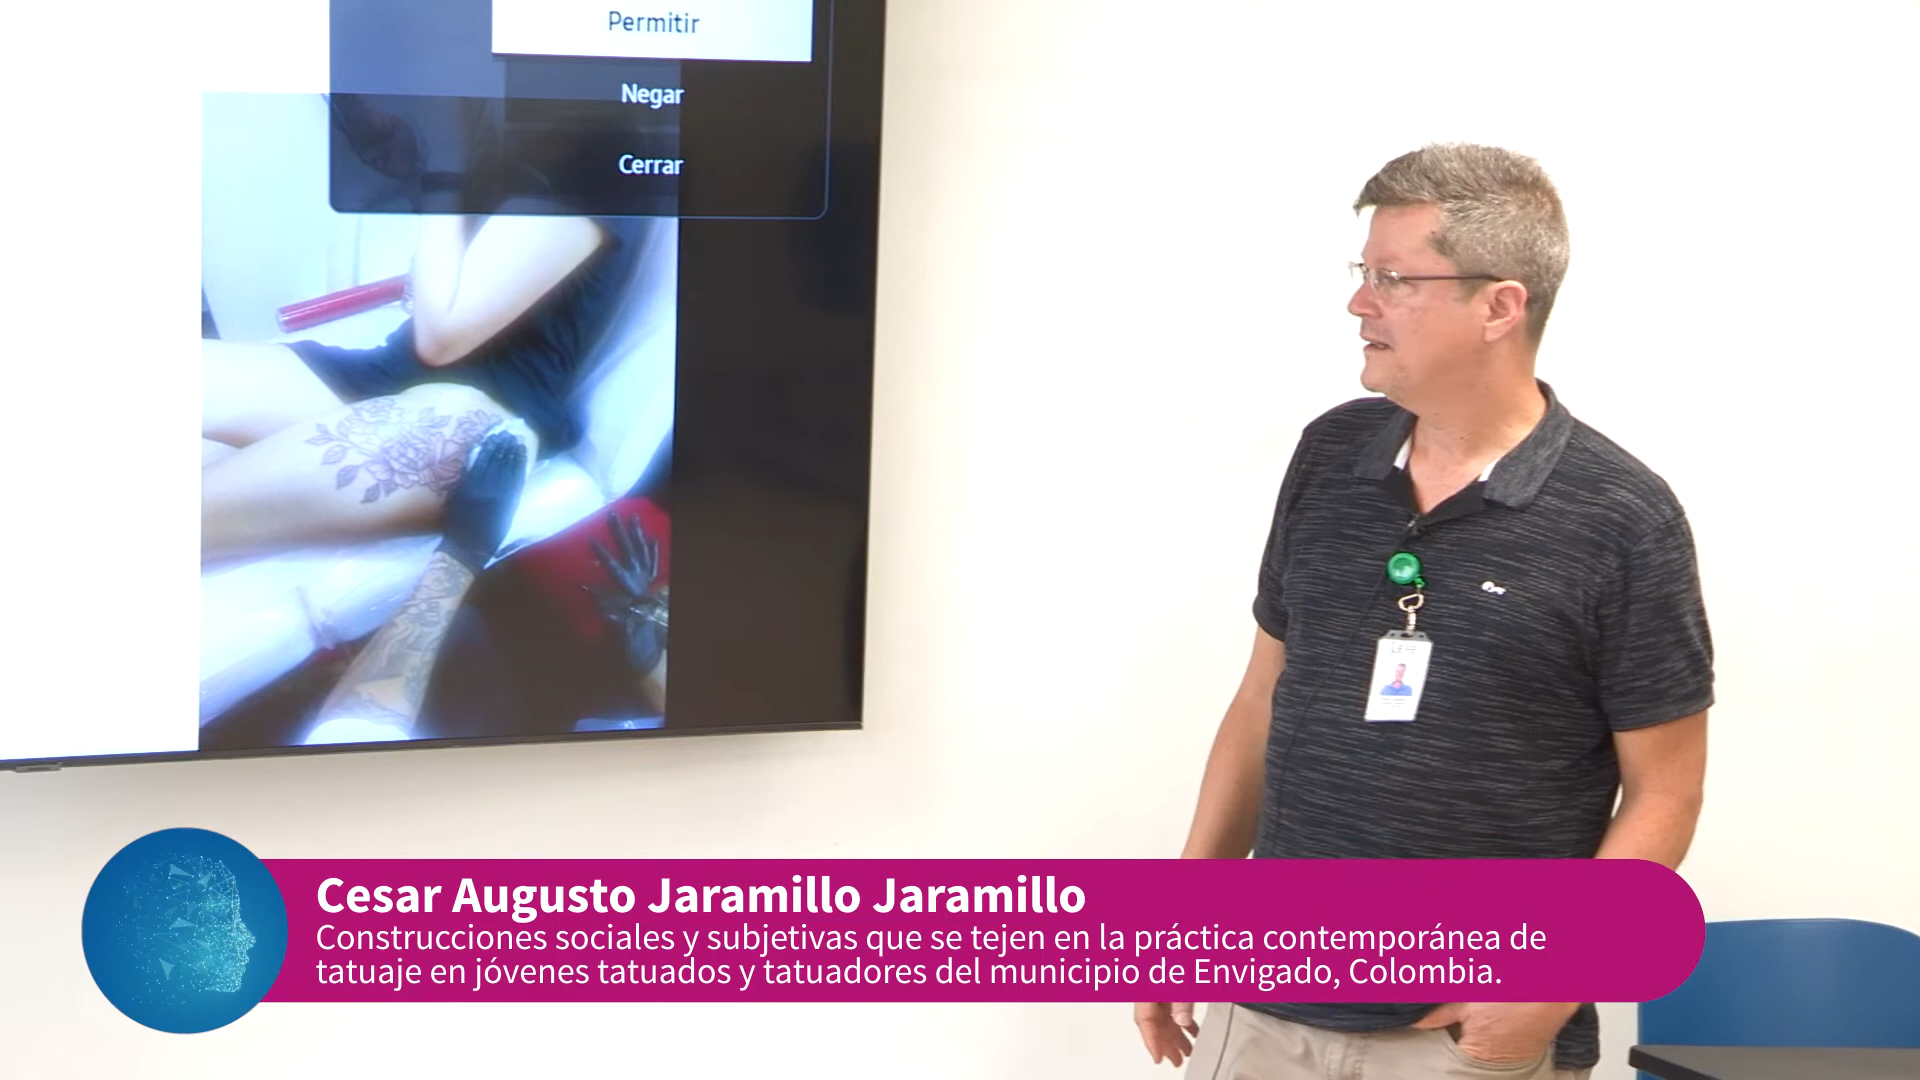 Permitir
Negar
Cerrar
Cesar Augusto Jaramillo Jaramillo
Construcciones sociales y subjetivas que se tejen en la práctica contemporánea de
tatuaje en jóvenes tatuados y tatuadores del municipio de Envigado, Colombia.